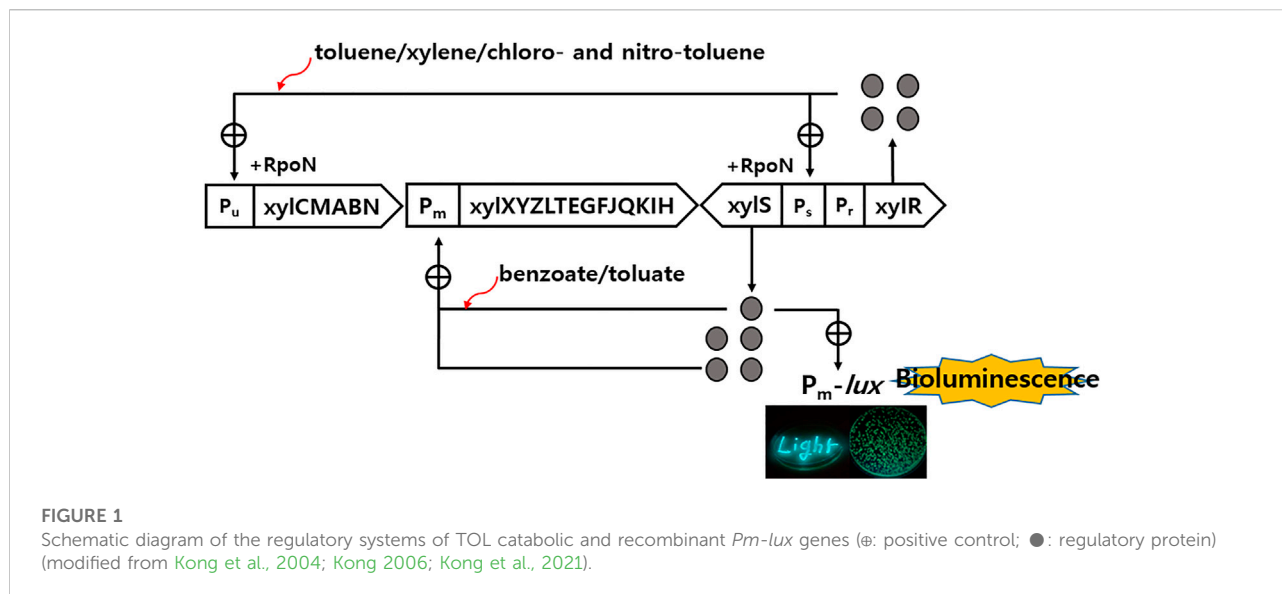 toluene/xylene/chloro- and nitro-toluene
+RpoN
+RpoN
Pu xylCMABN Pm xylXYZLTEGFJQKIH xylS Ps Pr xylR
benzoate/toluate
Pm-lux Bioluminescence
Light
FIGURE 1
Schematic diagram of the regulatory systems of TOL catabolic and recombinant Pm-lux genes (⊕: positive control; ●: regulatory protein)
(modified from Kong et al., 2004; Kong 2006; Kong et al., 2021).